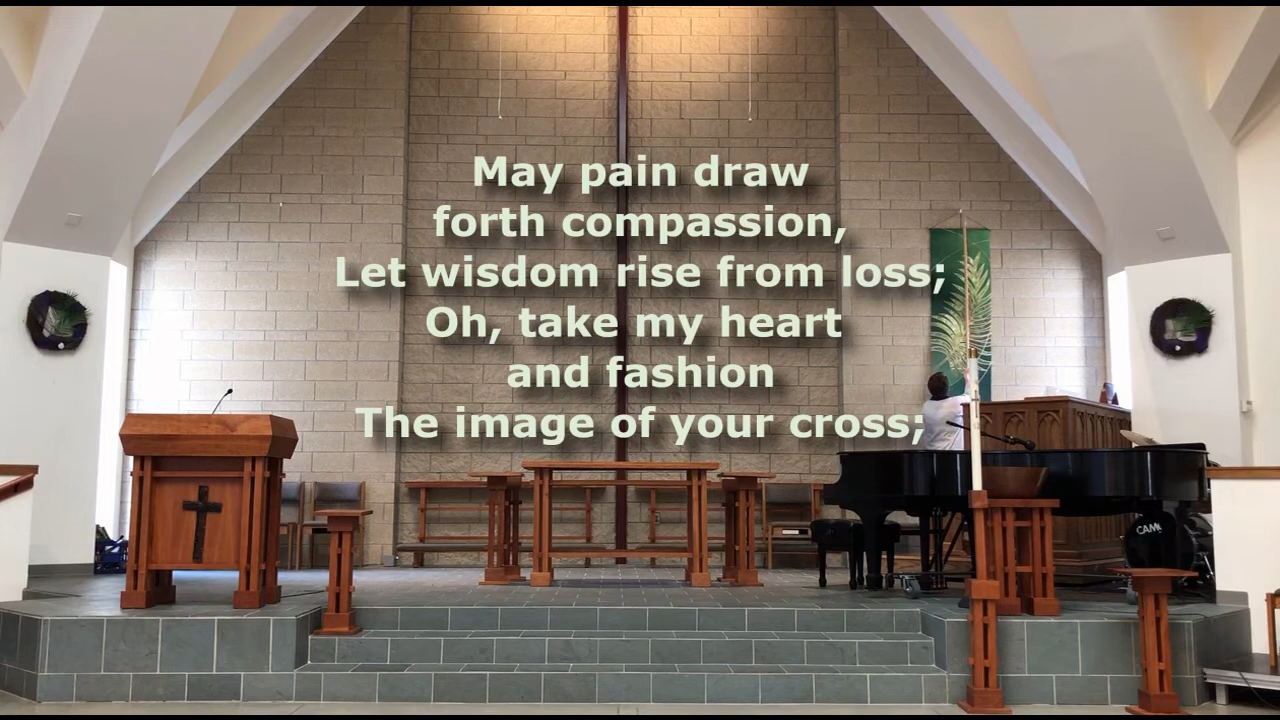 May pain draw
forth compassion,
Let wisdom rise from loss;
Oh, take my heart
and fashion
The image of your cross;